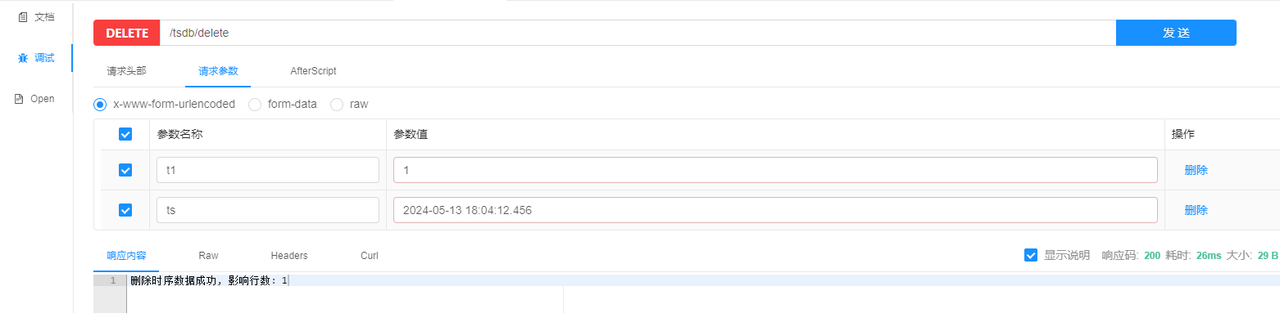 文档
DELETE /tsdb/delete 发 送
调试
请求头部 请求参数 AfterScript
Open
x-www-form-urlencoded form-data raw
参数名称 参数值 操作
t1 1 删除
ts 2024-05-13 18:04:12.456 删除
响应内容 Raw Headers Curl 显示说明 响应码: 200 耗时: 26ms 大小: 29 B
1 删除时序数据成功，影响行数：1